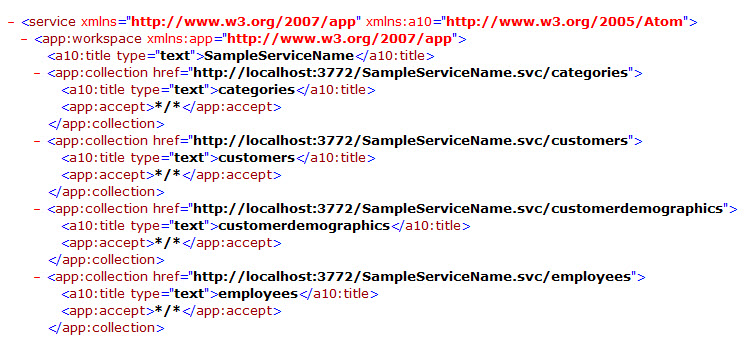 - <service xmlns="http://www.w3.org/2007/app" xmlns:a10="http://www.w3.org/2005/Atom">
- <app:workspace xmlns:app="http://www.w3.org/2007/app">
<a10:title type="text">SampleServiceName</a10:title>
- <app:collection href="http://localhost:3772/SampleServiceName.svc/categories">
<a10:title type="text">categories</a10:title>
<app:accept>*/*</app:accept>
</app:collection>
- <app:collection href="http://localhost:3772/SampleServiceName.svc/customers">
<a10:title type="text">customers</a10:title>
<app:accept>*/*</app:accept>
</app:collection>
- <app:collection href="http://localhost:3772/SampleServiceName.svc/customerdemographics">
<a10:title type="text">customerdemographics</a10:title>
<app:accept>*/*</app:accept>
</app:collection>
- <app:collection href="http://localhost:3772/SampleServiceName.svc/employees">
<a10:title type="text">employees</a10:title>
<app:accept>*/*</app:accept>
</app:collection>